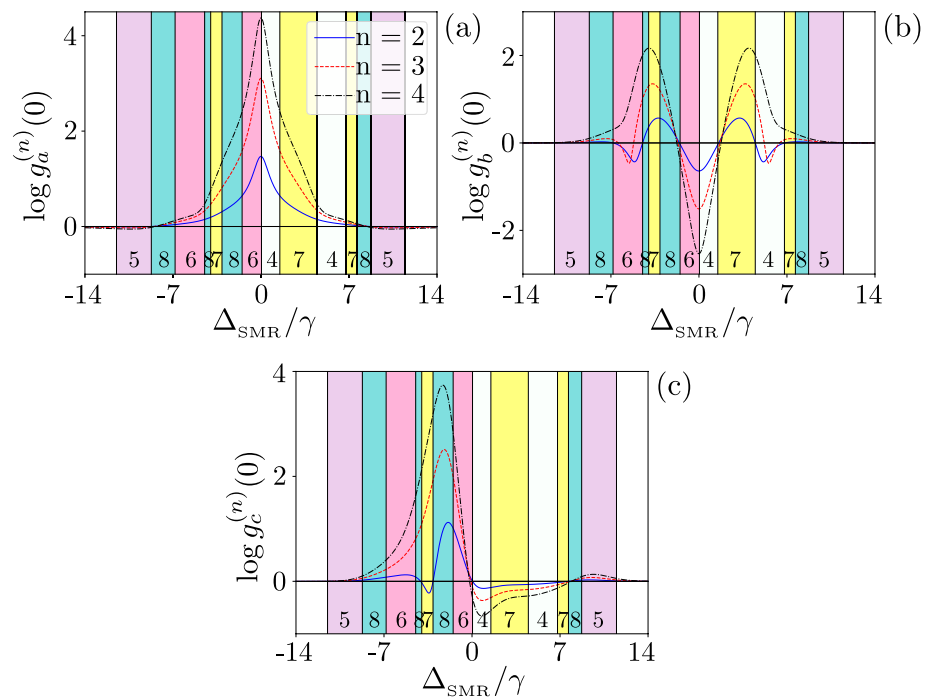 (a)
log g_a^(n)(0)
4
2
0
n = 2
n = 3
n = 4
5 8 6 8 7 8 6 4 7 4 7 8 5
-14 -7 0 7 14
Δ_SMR/γ
(b)
log g_b^(n)(0)
2
0
-2
5 8 6 8 7 8 6 4 7 4 7 8 5
-14 -7 0 7 14
Δ_SMR/γ
(c)
log g_c^(n)(0)
4
2
0
5 8 6 8 7 8 6 4 7 4 7 8 5
-14 -7 0 7 14
Δ_SMR/γ